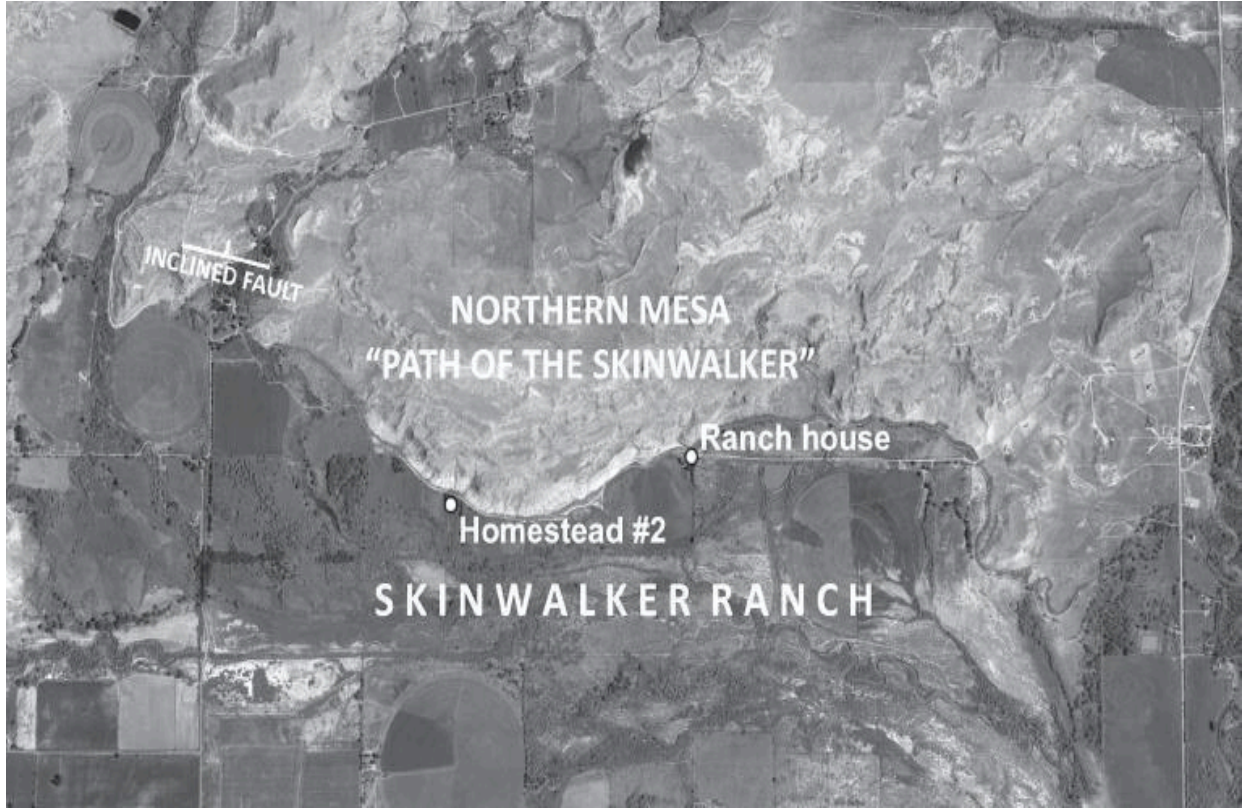 INCLINED FAULT
NORTHERN MESA
“PATH OF THE SKINWALKER”
Ranch house
Homestead #2
SKINWALKER RANCH